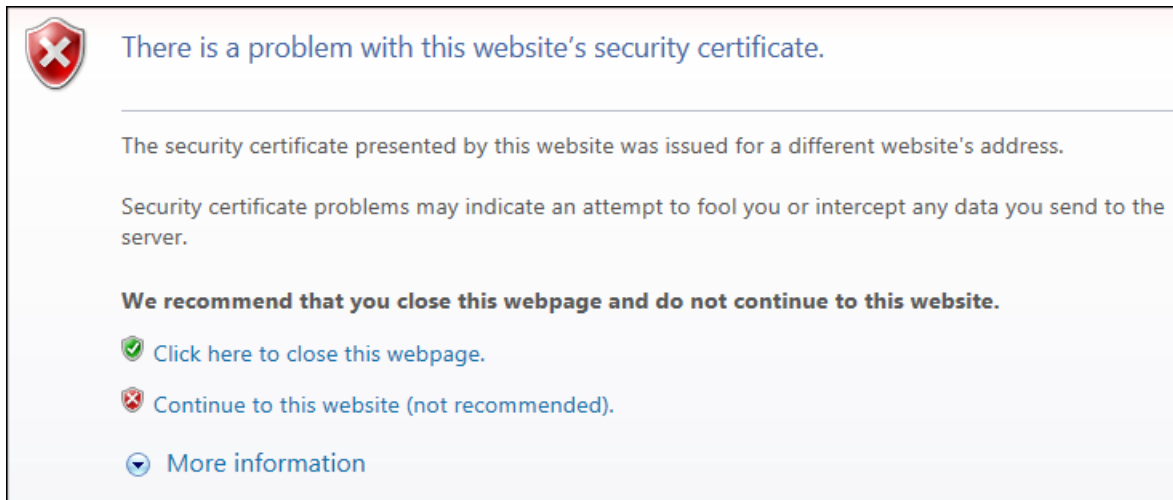 There is a problem with this website’s security certificate.
The security certificate presented by this website was issued for a different website's address.
Security certificate problems may indicate an attempt to fool you or intercept any data you send to the
server.
We recommend that you close this webpage and do not continue to this website.
Click here to close this webpage.
Continue to this website (not recommended).
More information